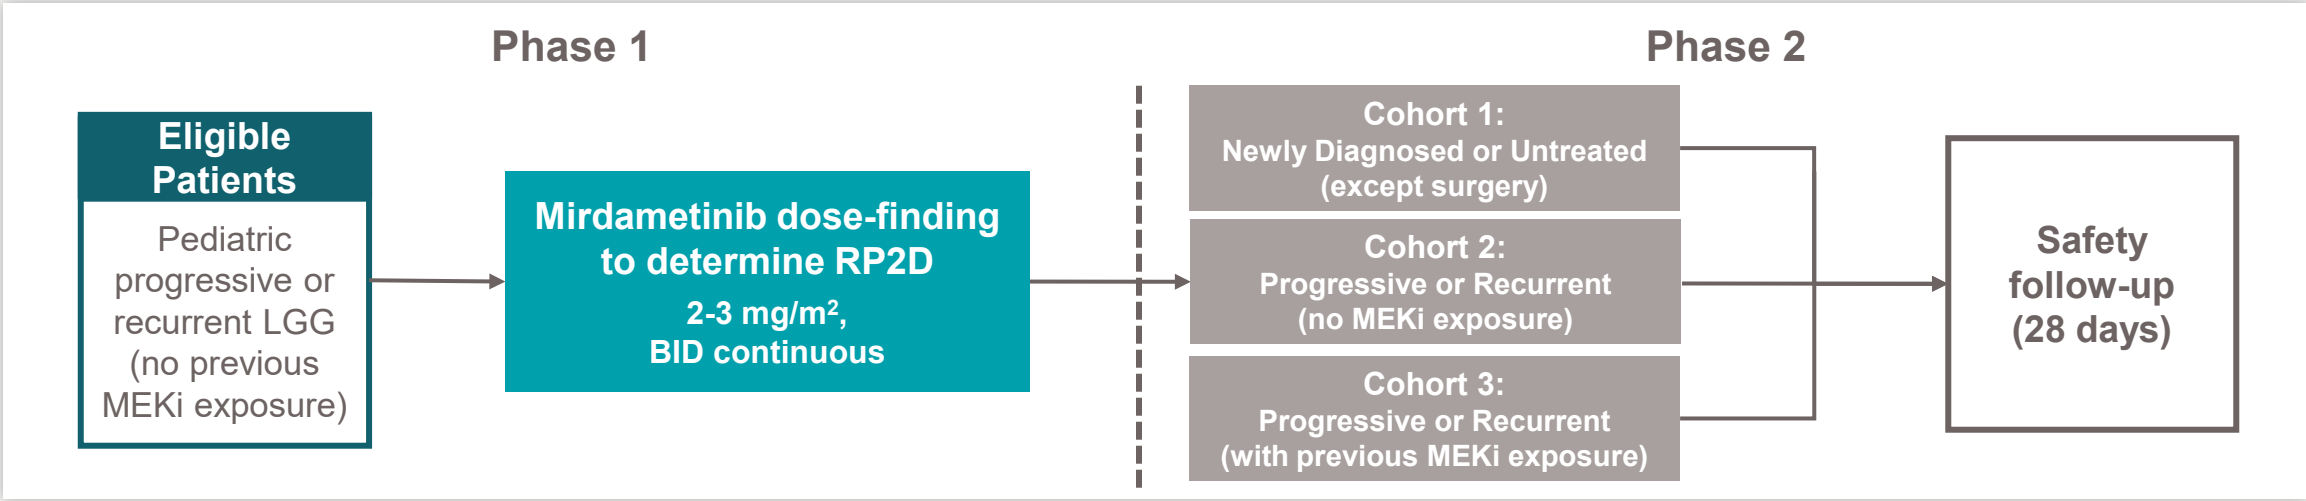 Phase 1
Phase 2
Eligible
Patients
Pediatric
progressive or
recurrent LGG
(no previous
MEKi exposure)
Mirdametinib dose-finding
to determine RP2D
2-3 mg/m²,
BID continuous
Cohort 1:
Newly Diagnosed or Untreated
(except surgery)
Cohort 2:
Progressive or Recurrent
(no MEKi exposure)
Cohort 3:
Progressive or Recurrent
(with previous MEKi exposure)
Safety
follow-up
(28 days)